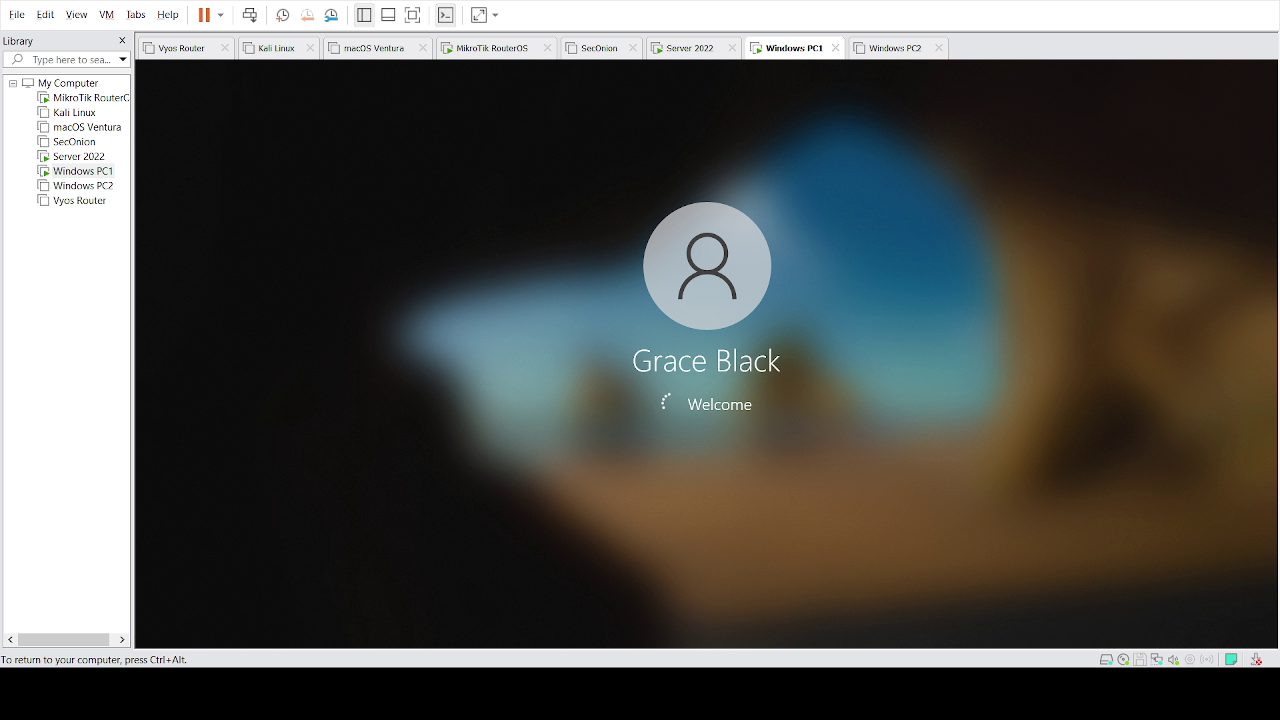 File Edit View VM Tabs Help
Library
Type here to sea...
My Computer
MikroTik RouterO
Kali Linux
macOS Ventura
SecOnion
Server 2022
Windows PC1
Windows PC2
Vyos Router
Vyos Router Kali Linux macOS Ventura MikroTik RouterOS SecOnion Server 2022 Windows PC1 Windows PC2
Grace Black
Welcome
To return to your computer, press Ctrl+Alt.